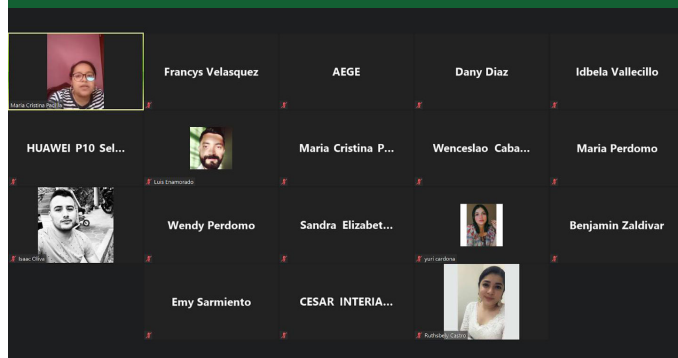 Maria Cristina Padilla
Francys Velasquez
AEGE
Dany Diaz
Idbela Vallecillo
HUAWEI P10 Sel...
Luis Enamorado
Maria Cristina P...
Wenceslao Caba...
Maria Perdomo
Isaac Oliva
Wendy Perdomo
Sandra Elizabet...
yuri cardona
Benjamin Zaldivar
Emy Sarmiento
CESAR INTERIA...
Ruthsbely Castro